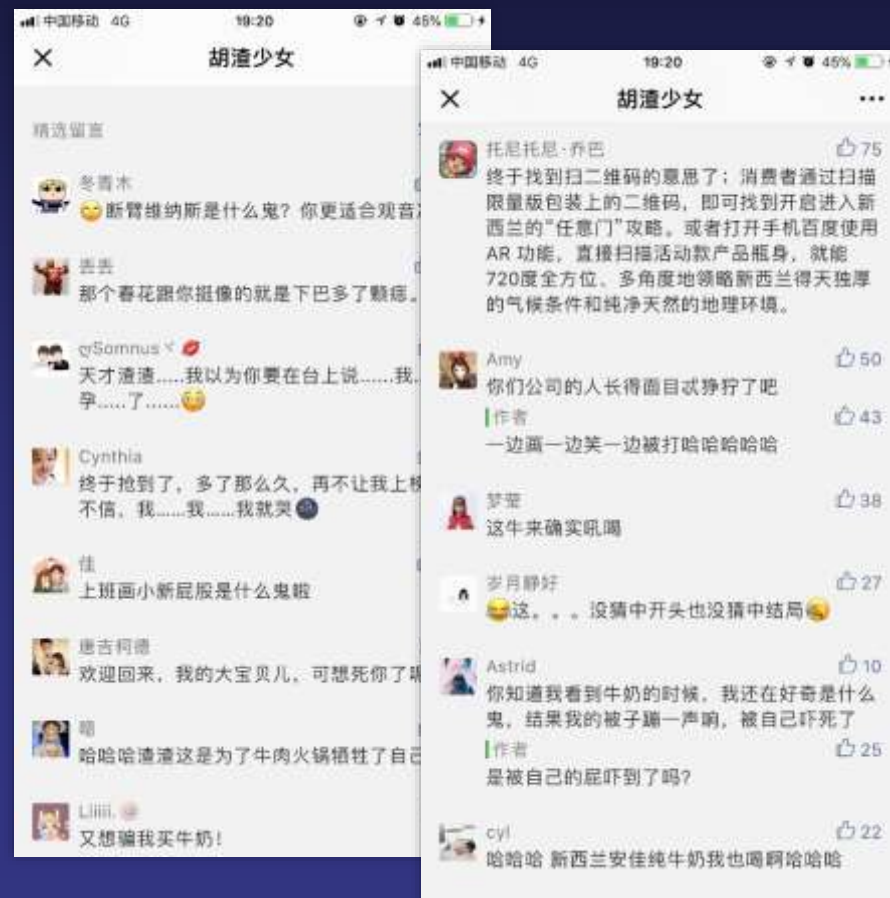 中国移动 4G 19:20 45%
胡渣少女
精选留言
冬青木
断臂维纳斯是什么鬼？你更适合观音
丢丢
那个春花跟你挺像的就是下巴多了颗痣。
Somnus
天才渣渣.....我以为你要在台上说......我
孕.....了......
Cynthia
终于抢到了，多了那么久，再不让我上
不信，我......我......我就哭
佳
上班画小新屁股是什么鬼啦
唐吉柯德
欢迎回来，我的大宝贝儿，可想死你了
暗
哈哈哈渣渣这是为了牛肉火锅牺牲了自己
Liiiii.
又想骗我买牛奶！
中国移动 4G 19:20 45%
胡渣少女
托尼托尼·乔巴 75
终于找到扫二维码的意思了；消费者通过扫描
限量版包装上的二维码，即可找到开启进入新
西兰的“任意门”攻略。或者打开手机百度使用
AR 功能，直接扫描活动款产品瓶身，就能
720度全方位、多角度地领略新西兰得天独厚
的气候条件和纯净天然的地理环境。
Amy 50
你们公司的人长得面目忒狰狞了吧
作者 43
一边画一边笑一边被打哈哈哈哈哈
梦莹 38
这牛来确实吼喝
岁月静好 27
这。。。没猜中开头也没猜中结局
Astrid 10
你知道我看到牛奶的时候，我还在好奇是什么
鬼，结果我的被子蹦一声响，被自己吓死了
作者 25
是被自己的屁吓到了吗？
cyl 22
哈哈哈 新西兰安佳纯牛奶我也喝啊哈哈哈